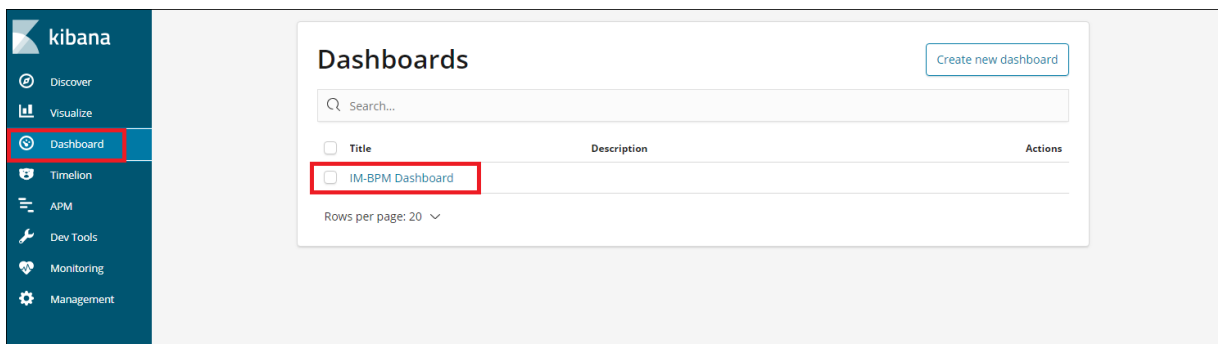 kibana
Discover
Visualize
Dashboard
Timelion
APM
Dev Tools
Monitoring
Management
Dashboards
Create new dashboard
Search...
Title Description Actions
IM-BPM Dashboard
Rows per page: 20